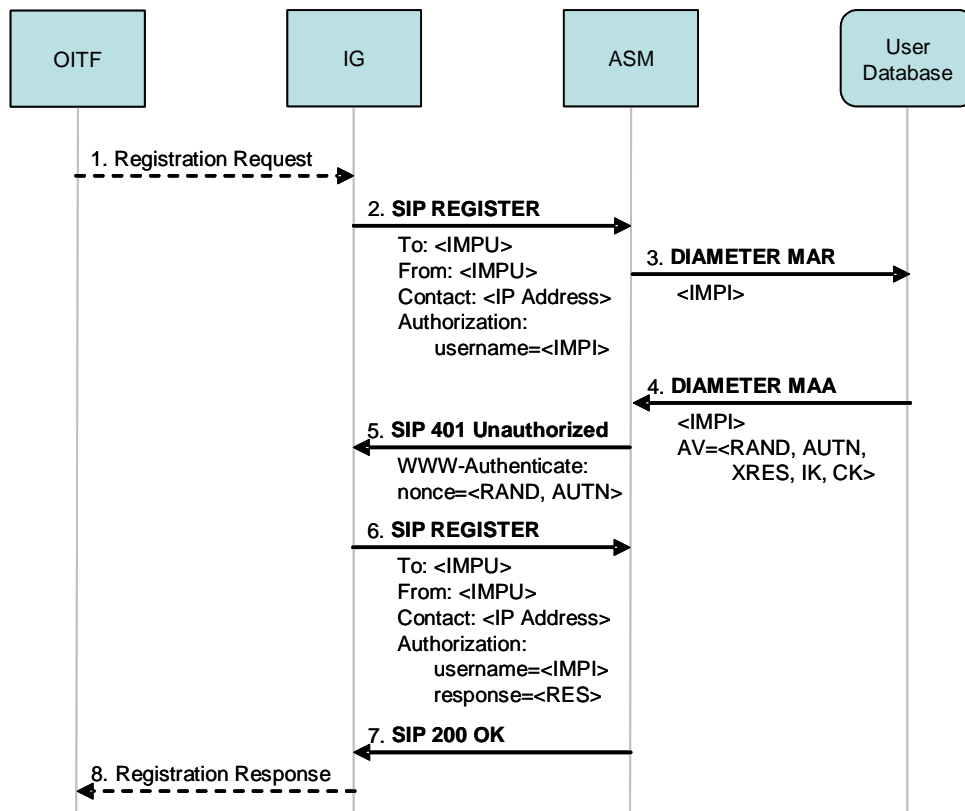 OITF
IG
ASM
User
Database
1. Registration Request
2. SIP REGISTER
To: <IMPU>
From: <IMPU>
Contact: <IP Address>
Authorization:
username=<IMPI>
3. DIAMETER MAR
<IMPI>
4. DIAMETER MAA
<IMPI>
AV=<RAND, AUTN,
XRES, IK, CK>
5. SIP 401 Unauthorized
WWW-Authenticate:
nonce=<RAND, AUTN>
6. SIP REGISTER
To: <IMPU>
From: <IMPU>
Contact: <IP Address>
Authorization:
username=<IMPI>
response=<RES>
7. SIP 200 OK
8. Registration Response